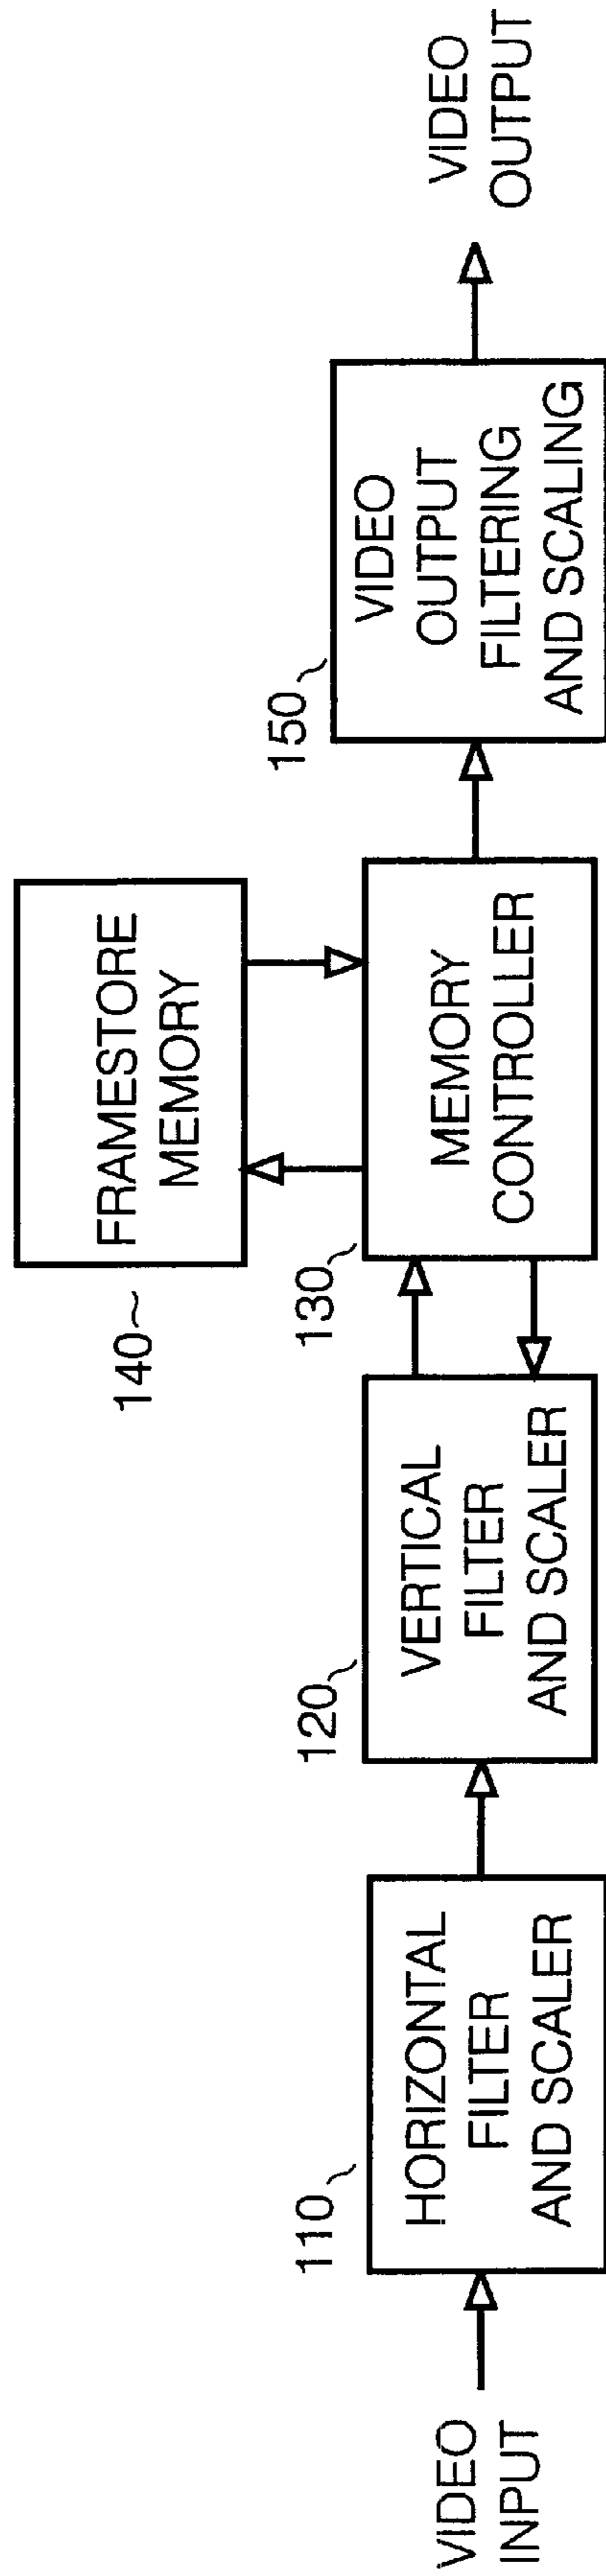 VIDEO
INPUT
110
HORIZONTAL
FILTER
AND SCALER
120
VERTICAL
FILTER
AND SCALER
130
MEMORY
CONTROLLER
140
FRAMESTORE
MEMORY
150
VIDEO
OUTPUT
FILTERING
AND SCALING
VIDEO
OUTPUT